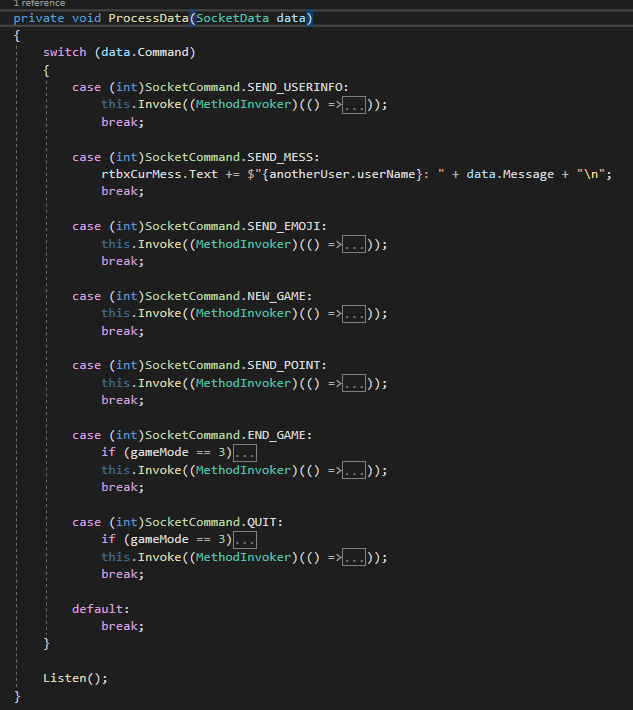 1 reference
private void ProcessData(SocketData data)
{
    switch (data.Command)
    {
        case (int)SocketCommand.SEND_USERINFO:
            this.Invoke((MethodInvoker)(() =>...));
            break;

        case (int)SocketCommand.SEND_MESS:
            rtbxCurMess.Text += $"{anotherUser.userName}: " + data.Message + "\n";
            break;

        case (int)SocketCommand.SEND_EMOJI:
            this.Invoke((MethodInvoker)(() =>...));
            break;

        case (int)SocketCommand.NEW_GAME:
            this.Invoke((MethodInvoker)(() =>...));
            break;

        case (int)SocketCommand.SEND_POINT:
            this.Invoke((MethodInvoker)(() =>...));
            break;

        case (int)SocketCommand.END_GAME:
            if (gameMode == 3)...
            this.Invoke((MethodInvoker)(() =>...));
            break;

        case (int)SocketCommand.QUIT:
            if (gameMode == 3)...
            this.Invoke((MethodInvoker)(() =>...));
            break;

        default:
            break;
    }

    Listen();
}